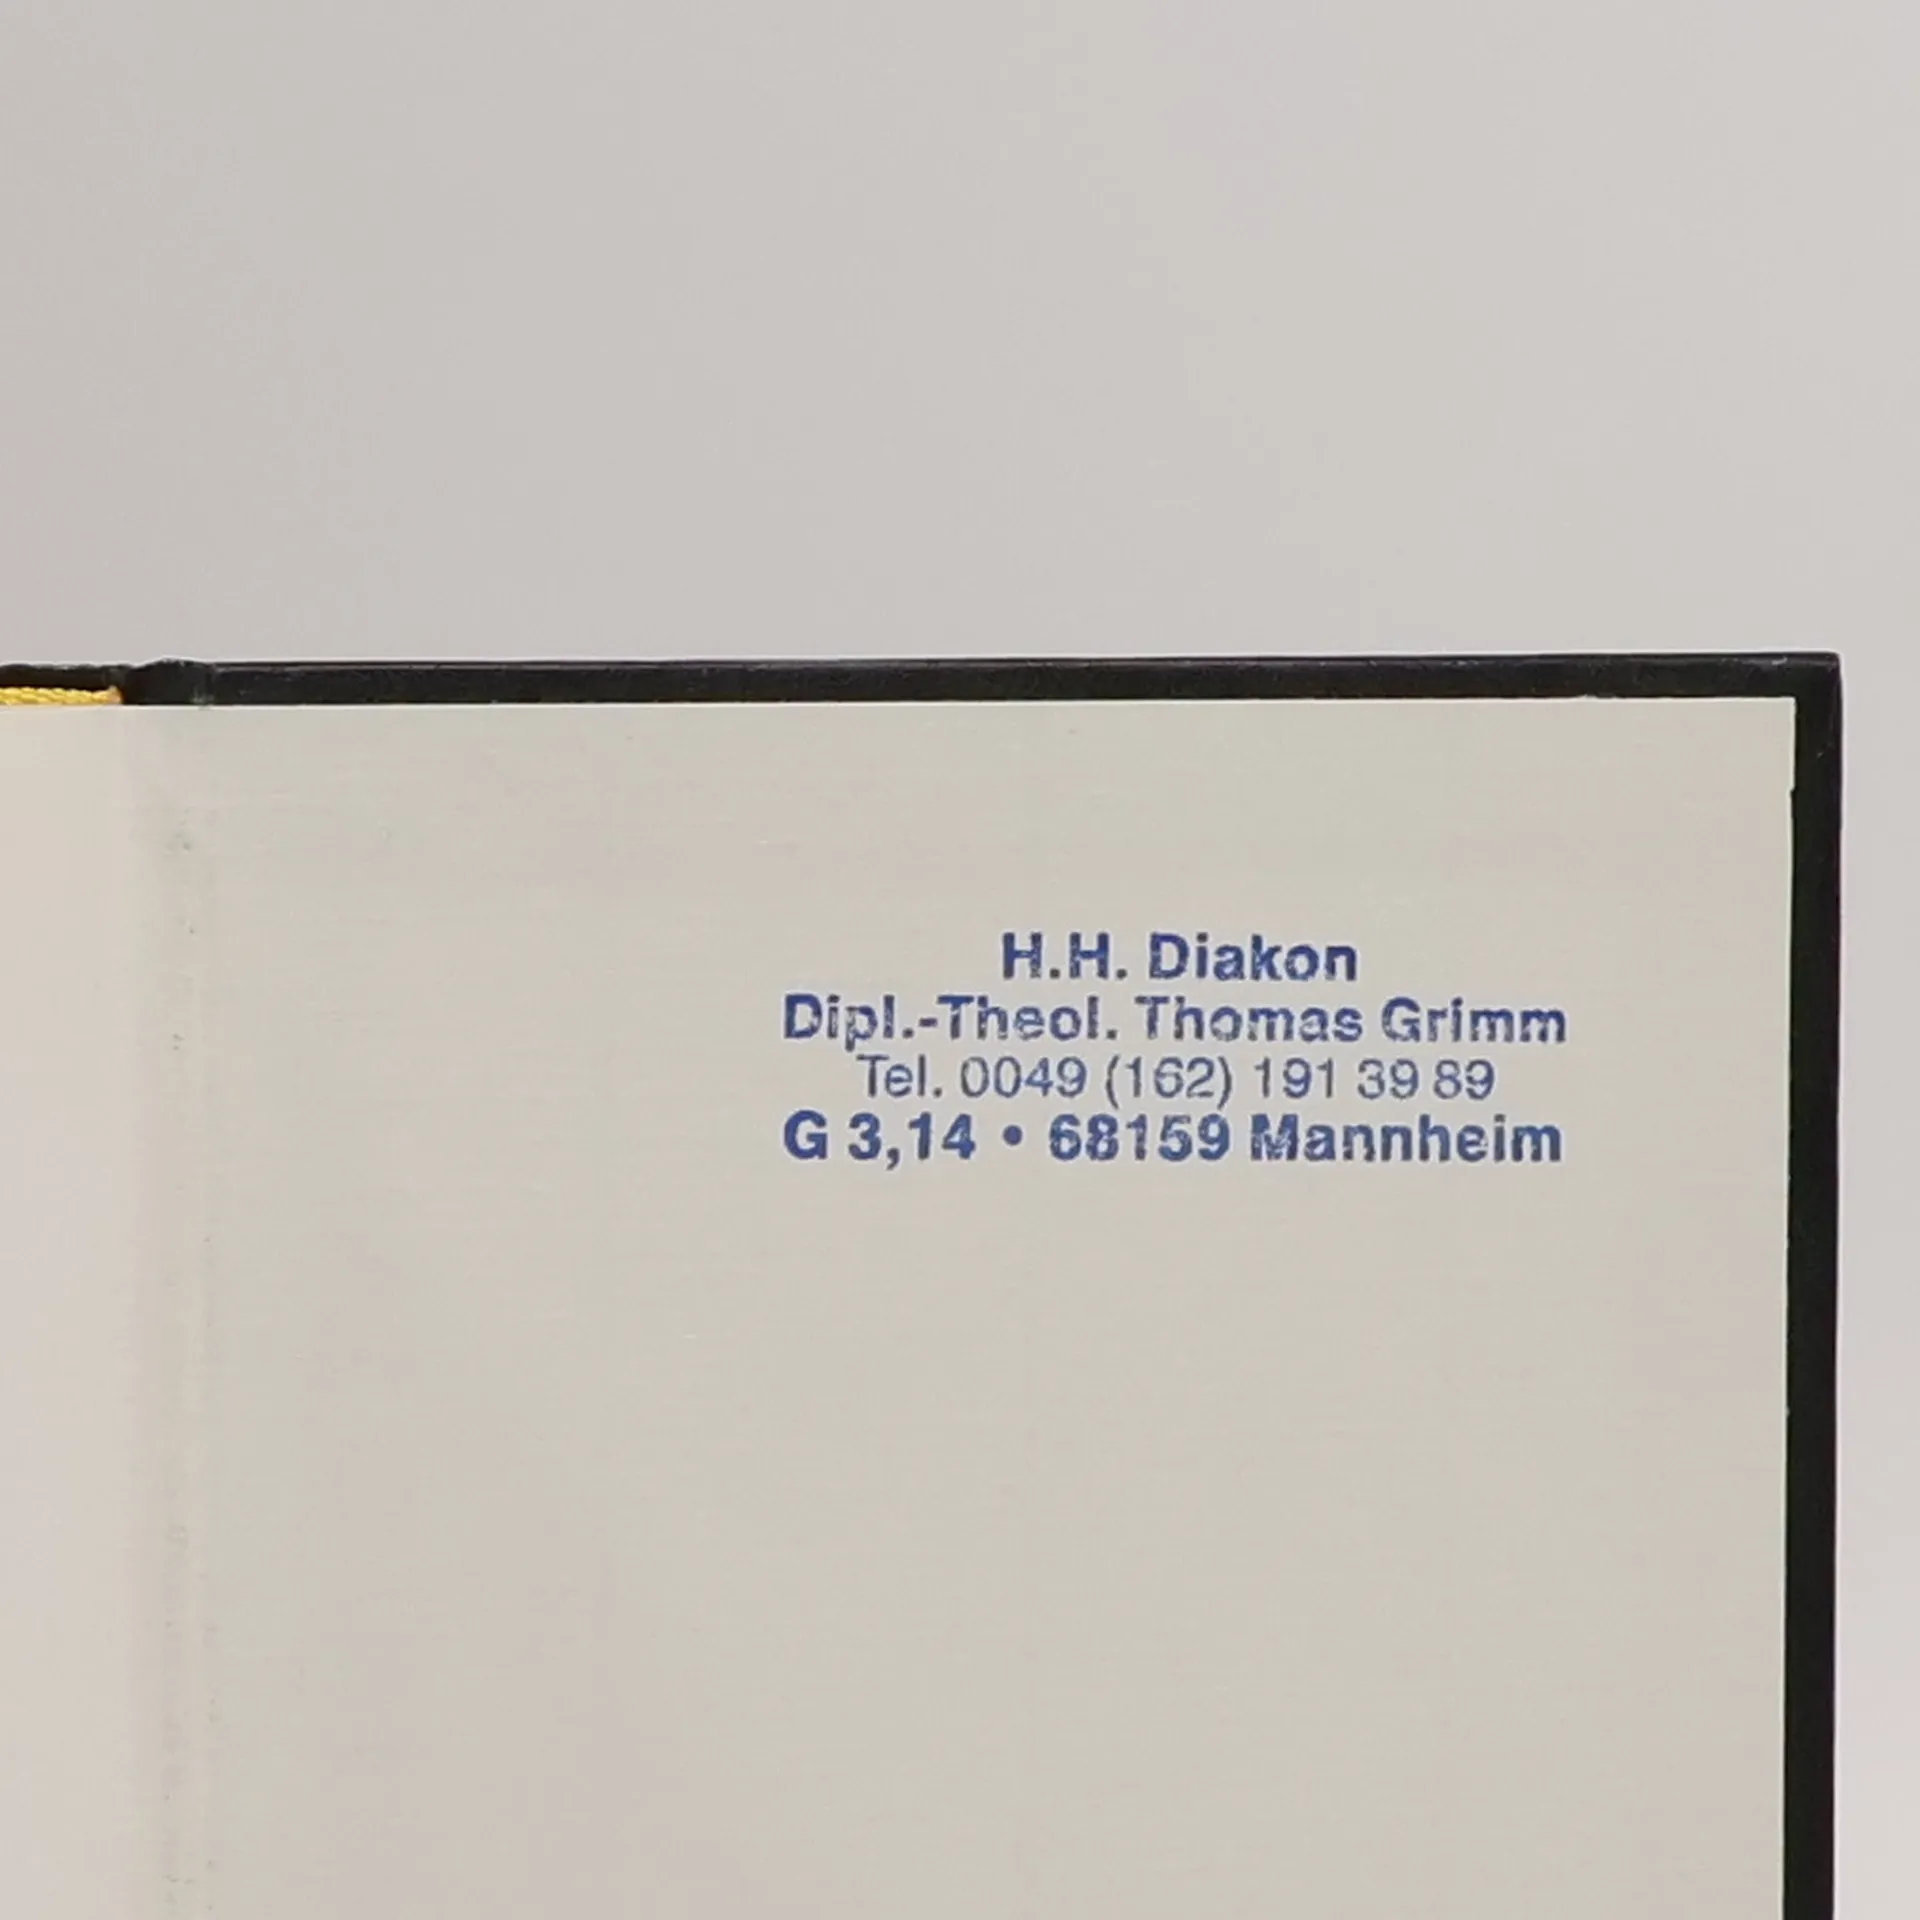 H.H. Diakon
Dipl.-Theol. Thomas Grimm
Tel. 0049 (162) 191 39 89
G 3,14 • 68159 Mannheim